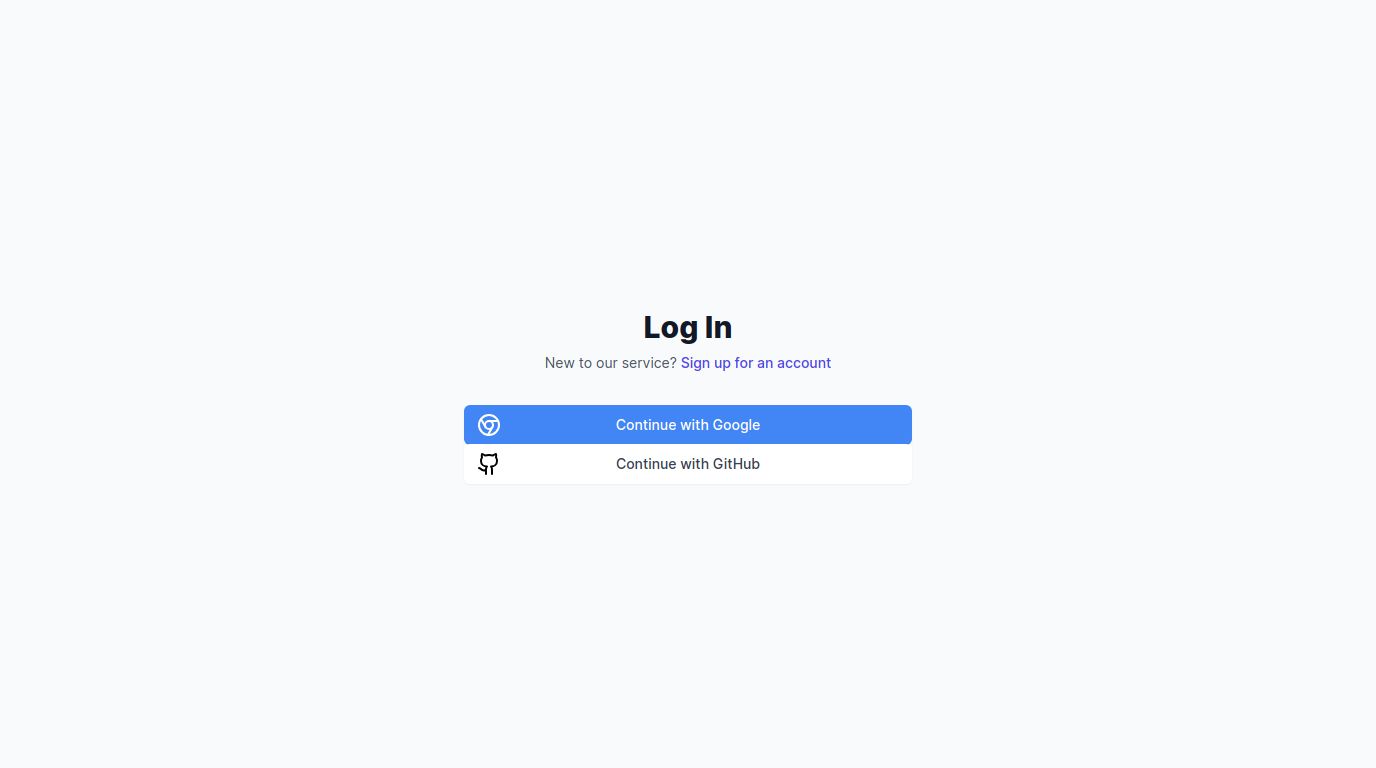 Log In
New to our service? Sign up for an account
Continue with Google
Continue with GitHub